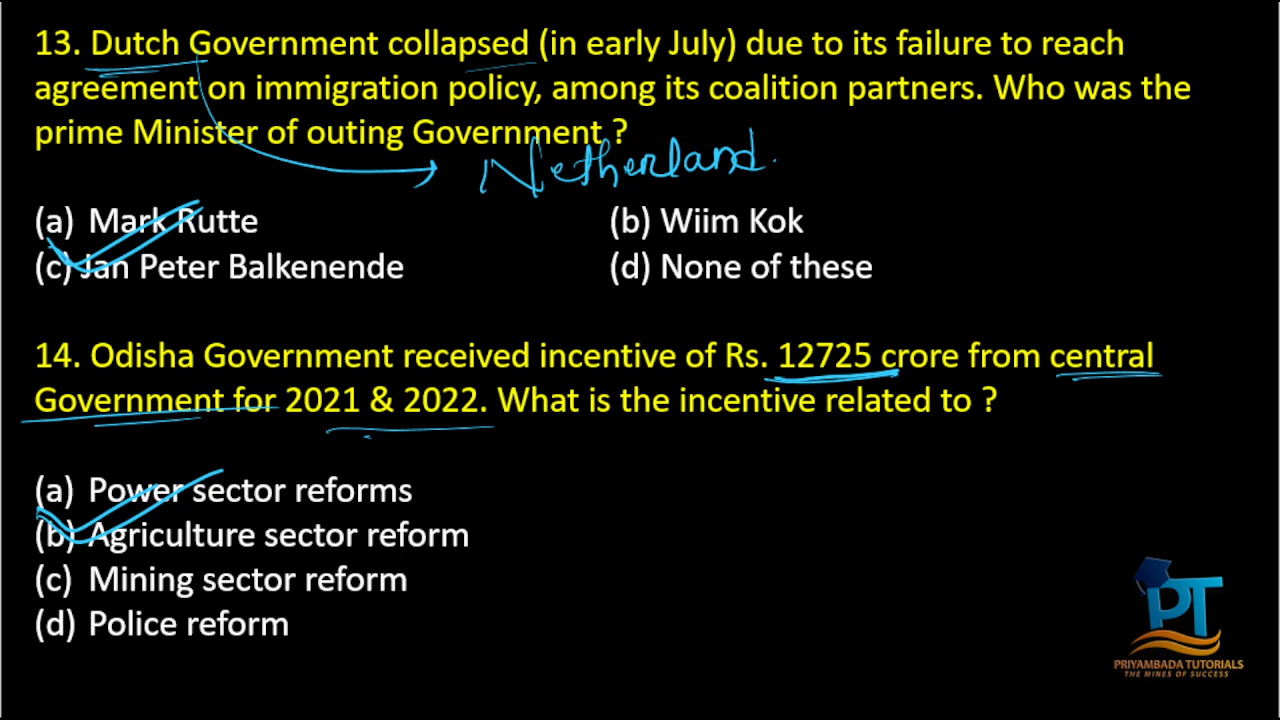 13. Dutch Government collapsed (in early July) due to its failure to reach
agreement on immigration policy, among its coalition partners. Who was the
prime Minister of outing Government ?
Netherland.
(a) Mark Rutte (b) Wiim Kok
(c) Jan Peter Balkenende (d) None of these
14. Odisha Government received incentive of Rs. 12725 crore from central
Government for 2021 & 2022. What is the incentive related to ?
(a) Power sector reforms
(b) Agriculture sector reform
(c) Mining sector reform
(d) Police reform
PT
PRIYAMBADA TUTORIALS
THE MINES OF SUCCESS